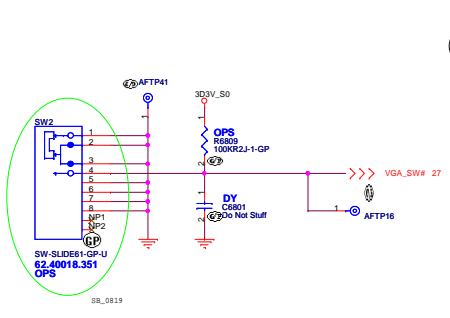 AFTP41
1
3D3V_S0
SW2
1
2
3
4
5
6
7
8
NP1
NP2
GP
SW-SLIDE61-GP-U
62.40018.351
OPS
1
OPS
R6809
100KR2J-1-GP
2
1
DY
C6801
Do Not Stuff
2
VGA_SW# 27
1
AFTP16
SB_0819